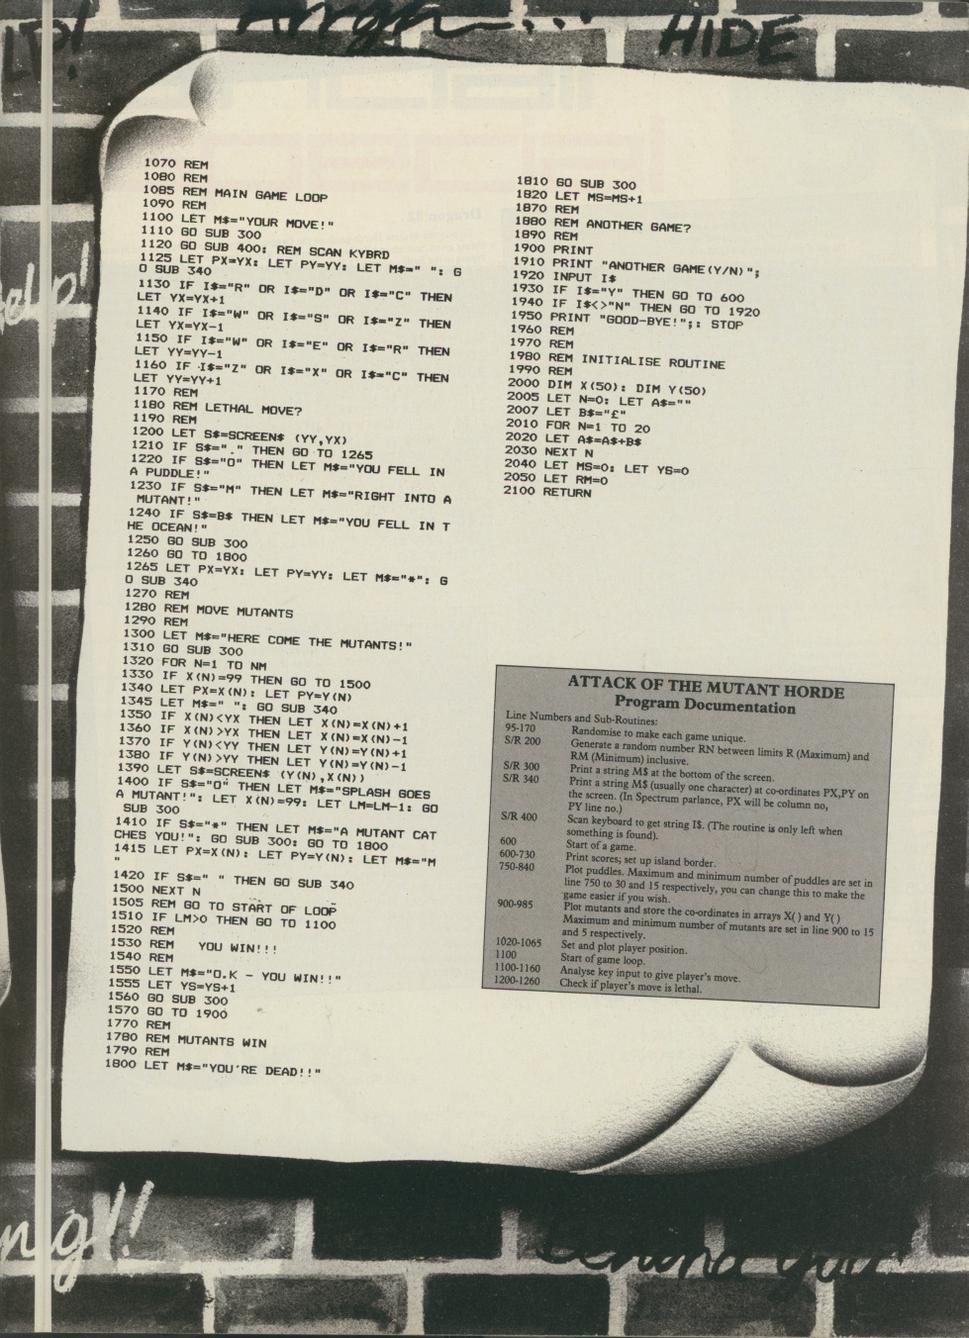 Arrgh...
HIDE
1070 REM
1080 REM
1085 REM MAIN GAME LOOP
1090 REM
1100 LET M$="YOUR MOVE!"
1110 GO SUB 300
1120 GO SUB 400: REM SCAN KYBRD
1125 LET PX=YX: LET PY=YY: LET M$=" ": G
O SUB 340
1130 IF I$="R" OR I$="D" OR I$="C" THEN
LET YX=YX+1
1140 IF I$="W" OR I$="S" OR I$="Z" THEN
LET YX=YX-1
1150 IF I$="W" OR I$="E" OR I$="R" THEN
LET YY=YY-1
1160 IF I$="Z" OR I$="X" OR I$="C" THEN
LET YY=YY+1
1170 REM
1180 REM LETHAL MOVE?
1190 REM
1200 LET S$=SCREEN$ (YY,YX)
1210 IF S$="." THEN GO TO 1265
1220 IF S$="O" THEN LET M$="YOU FELL IN
A PUDDLE!"
1230 IF S$="M" THEN LET M$="RIGHT INTO A
MUTANT!"
1240 IF S$=B$ THEN LET M$="YOU FELL IN T
HE OCEAN!"
1250 GO SUB 300
1260 GO TO 1800
1265 LET PX=YX: LET PY=YY: LET M$="*": G
O SUB 340
1270 REM
1280 REM MOVE MUTANTS
1290 REM
1300 LET M$="HERE COME THE MUTANTS!"
1310 GO SUB 300
1320 FOR N=1 TO NM
1330 IF X(N)=99 THEN GO TO 1500
1340 LET PX=X(N): LET PY=Y(N)
1345 LET M$=" ": GO SUB 340
1350 IF X(N)<YX THEN LET X(N)=X(N)+1
1360 IF X(N)>YX THEN LET X(N)=X(N)-1
1370 IF Y(N)<YY THEN LET Y(N)=Y(N)+1
1380 IF Y(N)>YY THEN LET Y(N)=Y(N)-1
1390 LET S$=SCREEN$ (Y(N),X(N))
1400 IF S$="O" THEN LET M$="SPLASH GOES
A MUTANT!": LET X(N)=99: LET LM=LM-1: GO
SUB 300
1410 IF S$="*" THEN LET M$="A MUTANT CAT
CHES YOU!": GO SUB 300: GO TO 1800
1415 LET PX=X(N): LET PY=Y(N): LET M$="M
"
1420 IF S$=" " THEN GO SUB 340
1500 NEXT N
1505 REM GO TO START OF LOOP
1510 IF LM>0 THEN GO TO 1100
1520 REM
1530 REM YOU WIN!!!
1540 REM
1550 LET M$="O.K - YOU WIN!!"
1555 LET YS=YS+1
1560 GO SUB 300
1570 GO TO 1900
1770 REM
1780 REM MUTANTS WIN
1790 REM
1800 LET M$="YOU'RE DEAD!!"
1810 GO SUB 300
1820 LET MS=MS+1
1870 REM
1880 REM ANOTHER GAME?
1890 REM
1900 PRINT
1910 PRINT "ANOTHER GAME(Y/N)";
1920 INPUT I$
1930 IF I$="Y" THEN GO TO 600
1940 IF I$<>"N" THEN GO TO 1920
1950 PRINT "GOOD-BYE!";: STOP
1960 REM
1970 REM
1980 REM INITIALISE ROUTINE
1990 REM
2000 DIM X(50): DIM Y(50)
2005 LET N=0: LET A$=""
2007 LET B$="£"
2010 FOR N=1 TO 20
2020 LET A$=A$+B$
2030 NEXT N
2040 LET MS=0: LET YS=0
2050 LET RM=0
2100 RETURN
ATTACK OF THE MUTANT HORDE
Program Documentation
Line Numbers and Sub-Routines:
95-170 Randomise to make each game unique.
S/R 200 Generate a random number RN between limits R (Maximum) and
RM (Minimum) inclusive.
S/R 300 Print a string M$ at the bottom of the screen.
S/R 340 Print a string M$ (usually one character) at co-ordinates PX,PY on
the screen. (In Spectrum parlance, PX will be column no,
PY line no.)
S/R 400 Scan keyboard to get string I$. (The routine is only left when
something is found).
600 Start of a game.
600-730 Print scores; set up island border.
750-840 Plot puddles. Maximum and minimum number of puddles are set in
line 750 to 30 and 15 respectively, you can change this to make the
game easier if you wish.
900-985 Plot mutants and store the co-ordinates in arrays X( ) and Y( )
Maximum and minimum number of mutants are set in line 900 to 15
and 5 respectively.
1020-1065 Set and plot player position.
1100 Start of game loop.
1100-1160 Analyse key input to give player's move.
1200-1260 Check if player's move is lethal.
behind you!